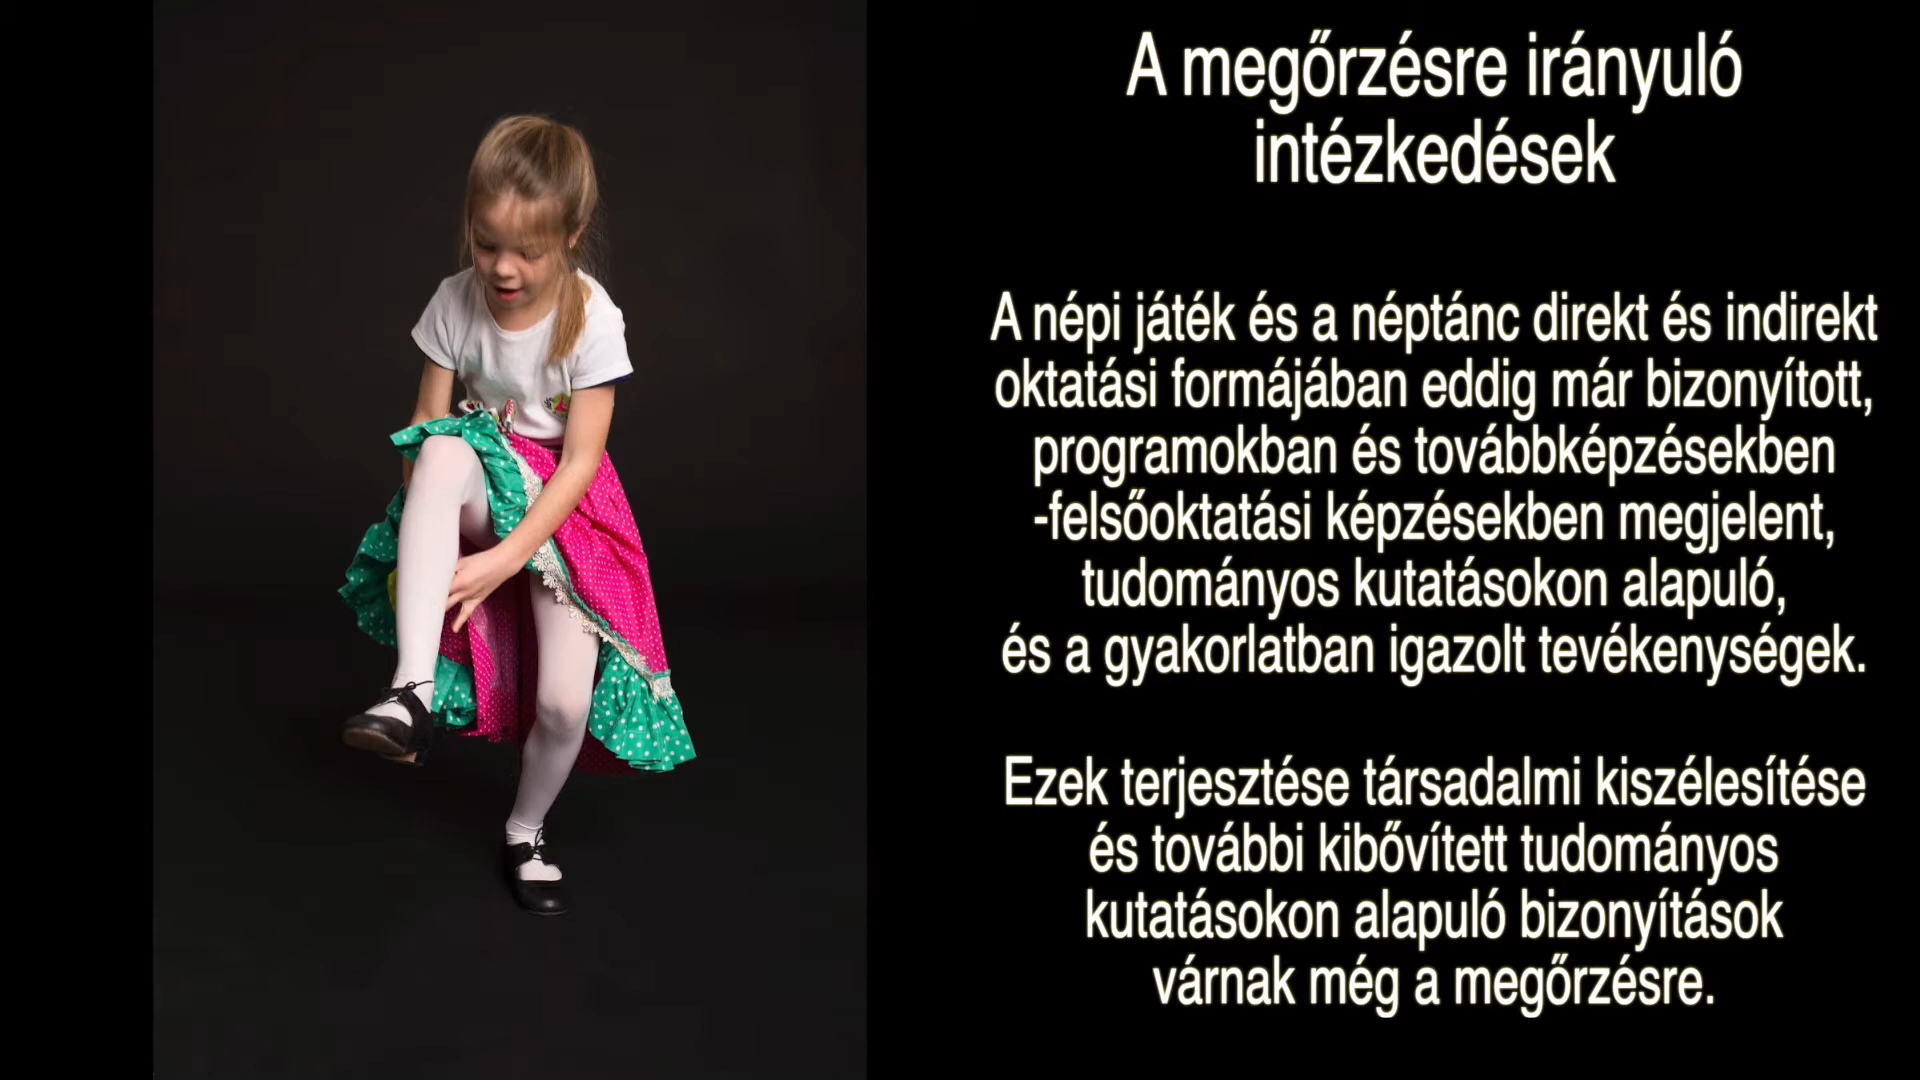 A megőrzésre irányuló
intézkedések
A népi játék és a néptánc direkt és indirekt
oktatási formájában eddig már bizonyított,
programokban és továbbképzésekben
-felsőoktatási képzésekben megjelent,
tudományos kutatásokon alapuló,
és a gyakorlatban igazolt tevékenységek.
Ezek terjesztése társadalmi kiszélesítése
és további kibővített tudományos
kutatásokon alapuló bizonyítások
várnak még a megőrzésre.